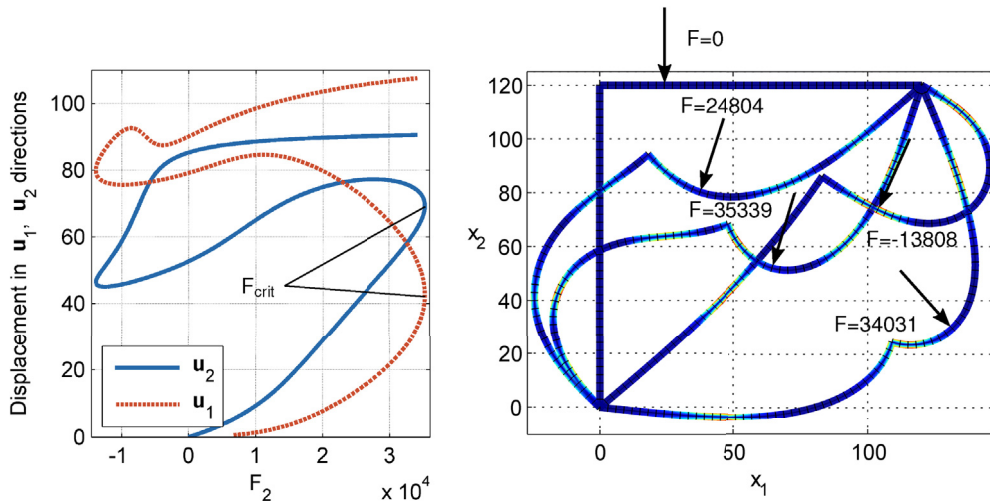 Displacement in u1, u2 directions
100
80
60
40
20
0
-1
0
1
2
3
x 10^4
F2
Fcrit
u2
u1
F=0
F=24804
F=35339
F=-13808
F=34031
x2
120
100
80
60
40
20
0
0
50
100
x1